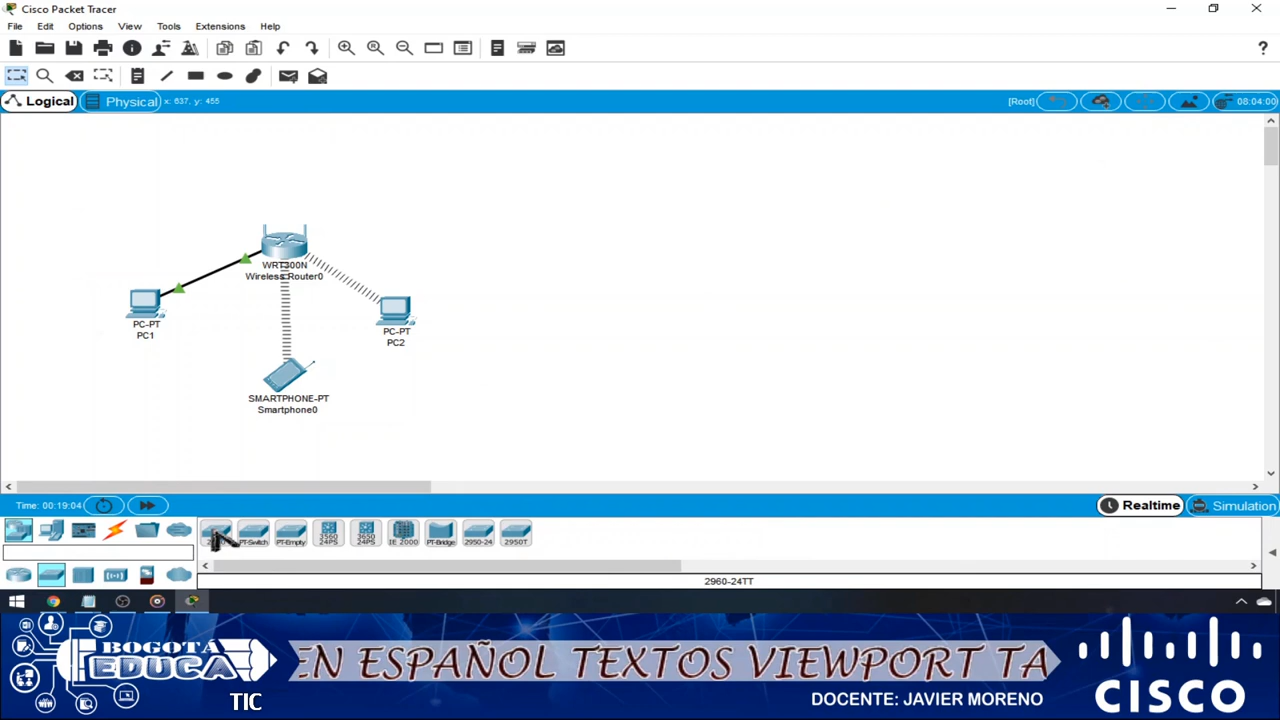 Cisco Packet Tracer
File Edit Options View Tools Extensions Help
Logical Physical x: 637, y: 455 [Root] 08:04:00
WRT300N
Wireless Router0
PC-PT
PC1
PC-PT
PC2
SMARTPHONE-PT
Smartphone0
Time: 00:19:04 Realtime Simulation
PT-Switch PT-Empty 3560 24PS 3650 24PS IE 2000 PT-Bridge 2950-24 2950T
2960-24TT
BOGOTÁ
EDUCA
TIC
EN ESPAÑOL TEXTOS VIEWPORT TA
DOCENTE: JAVIER MORENO
CISCO